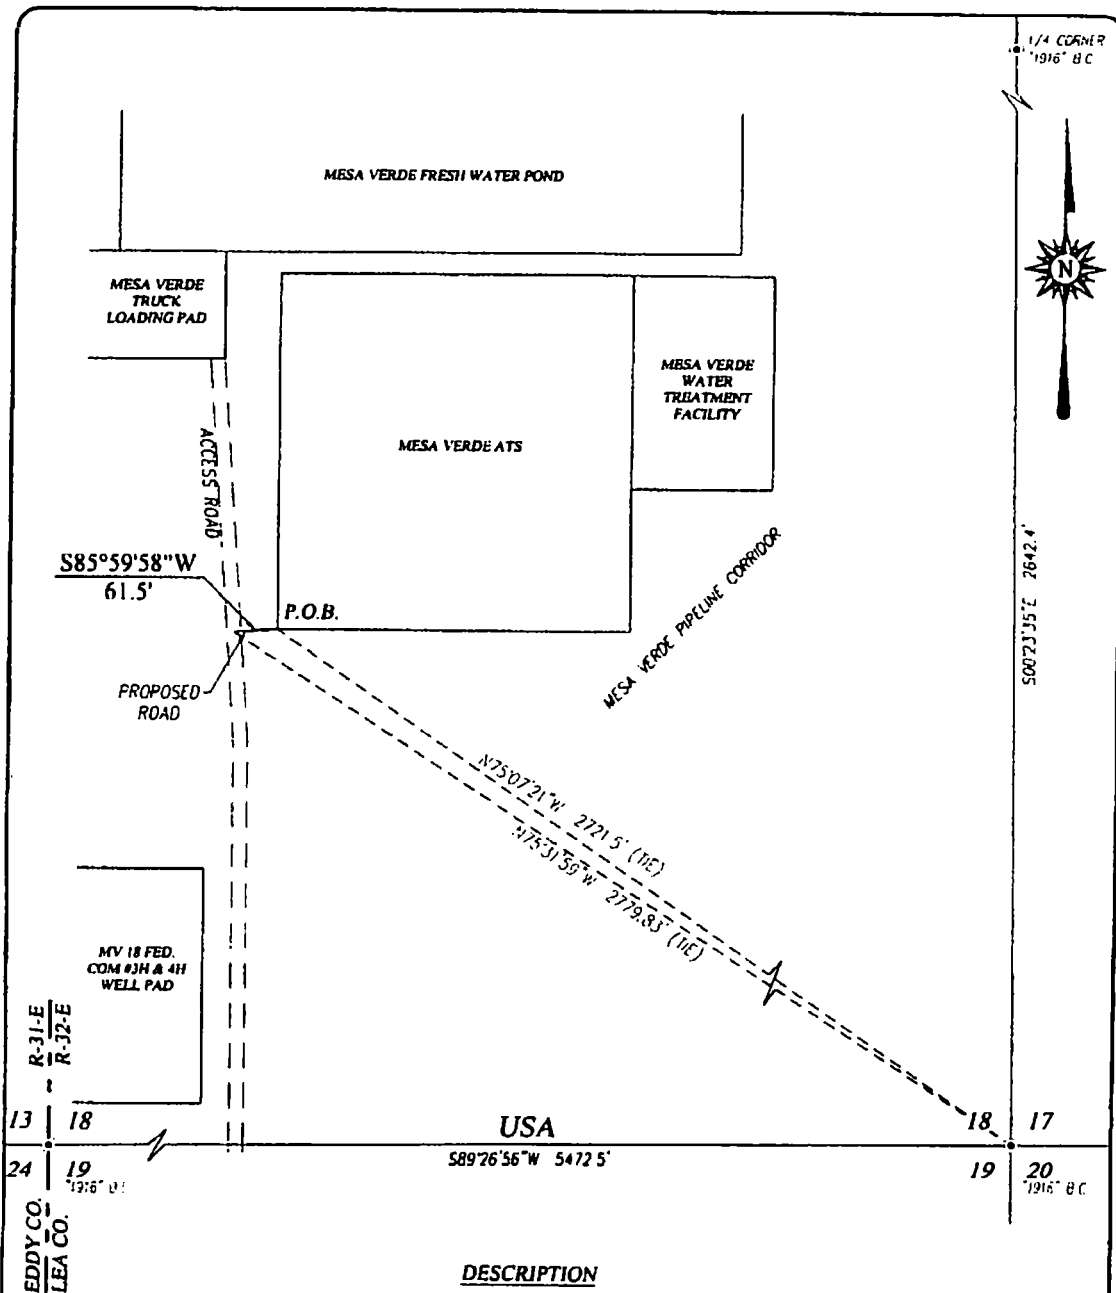 1/4 CORNER
"1916" B C
MESA VERDE FRESH WATER POND
N
MESA VERDE
TRUCK
LOADING PAD
MESA VERDE
WATER
TREATMENT
FACILITY
MESA VERDE ATS
ACCESS ROAD
S00°23'35"E 2642.4'
MESA VERDE PIPELINE CORRIDOR
S85°59'58"W
61.5'
P.O.B.
PROPOSED
ROAD
N75°07'21"W 2721.5' (TIE)
N75°31'59"W 2779.83' (TIE)
MV 18 FED.
COM #3H & 4H
WELL PAD
R-31-E
R-32-E
13 18
USA
18 17
S89°26'56"W 5472.5'
24 19
"1916"
19 20
"1916" B C
EDDY CO.
LEA CO.
DESCRIPTION